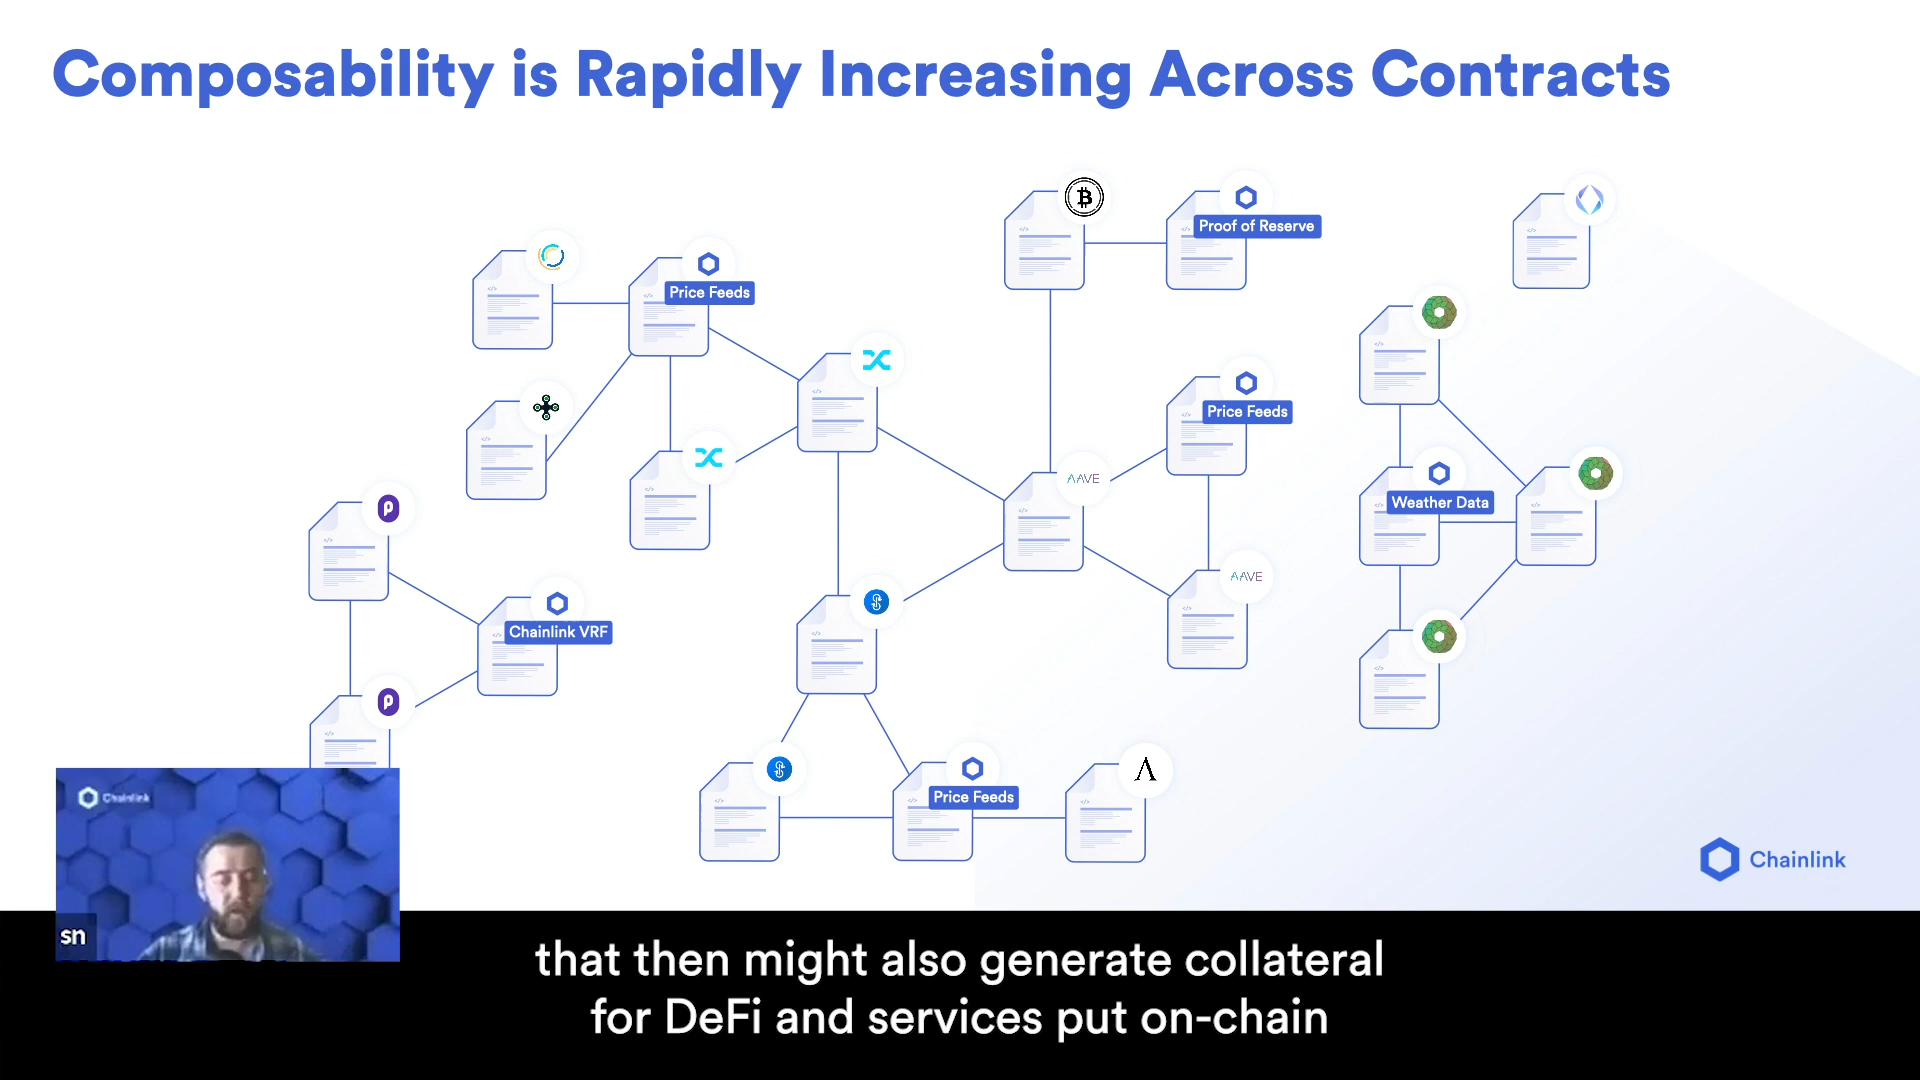 Composability is Rapidly Increasing Across Contracts
Proof of Reserve
Price Feeds
Price Feeds
AAVE
Weather Data
AAVE
Chainlink VRF
Price Feeds
Chainlink
Chainlink
sn
that then might also generate collateral
for DeFi and services put on-chain